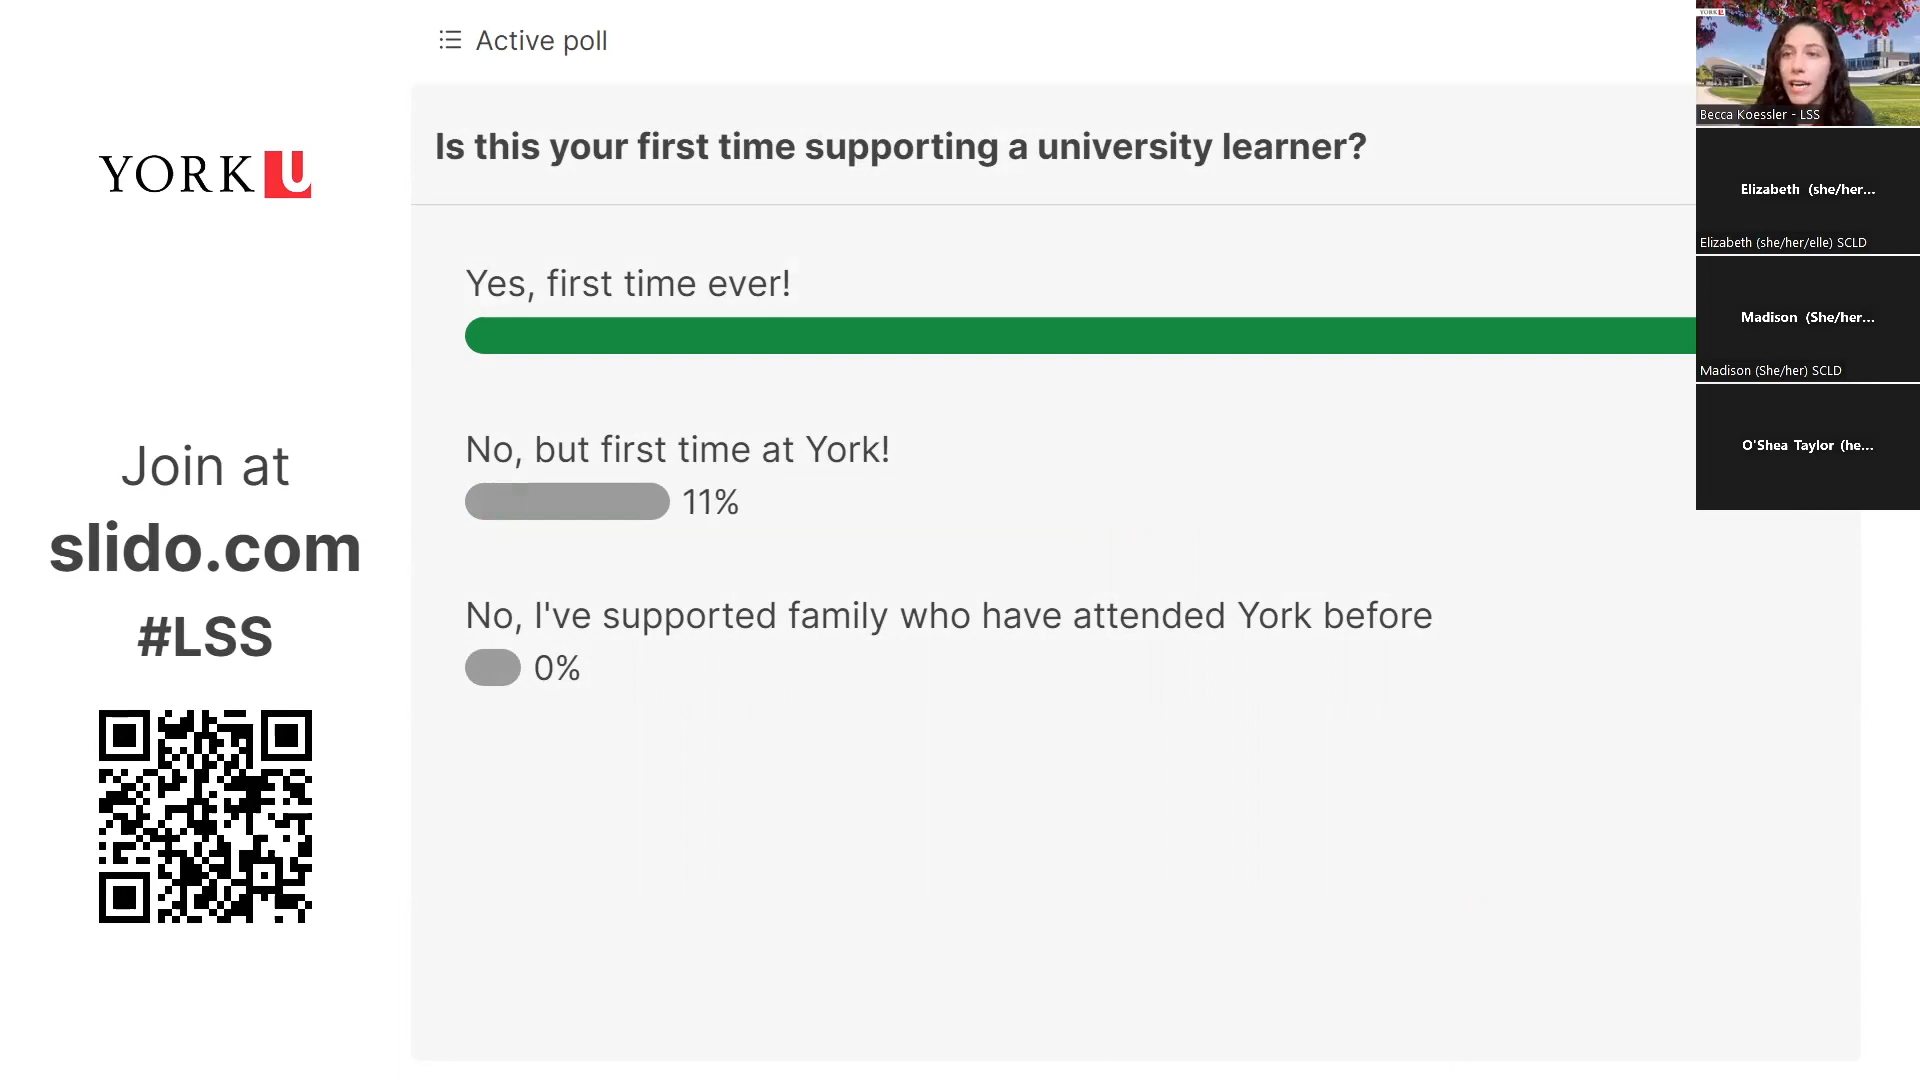 Active poll
YORK U
Is this your first time supporting a university learner?
Yes, first time ever!
No, but first time at York!
11%
No, I've supported family who have attended York before
0%
Join at
slido.com
#LSS
YORK U
Becca Koessler - LSS
Elizabeth (she/her...
Elizabeth (she/her/elle) SCLD
Madison (She/her...
Madison (She/her) SCLD
O'Shea Taylor (he...